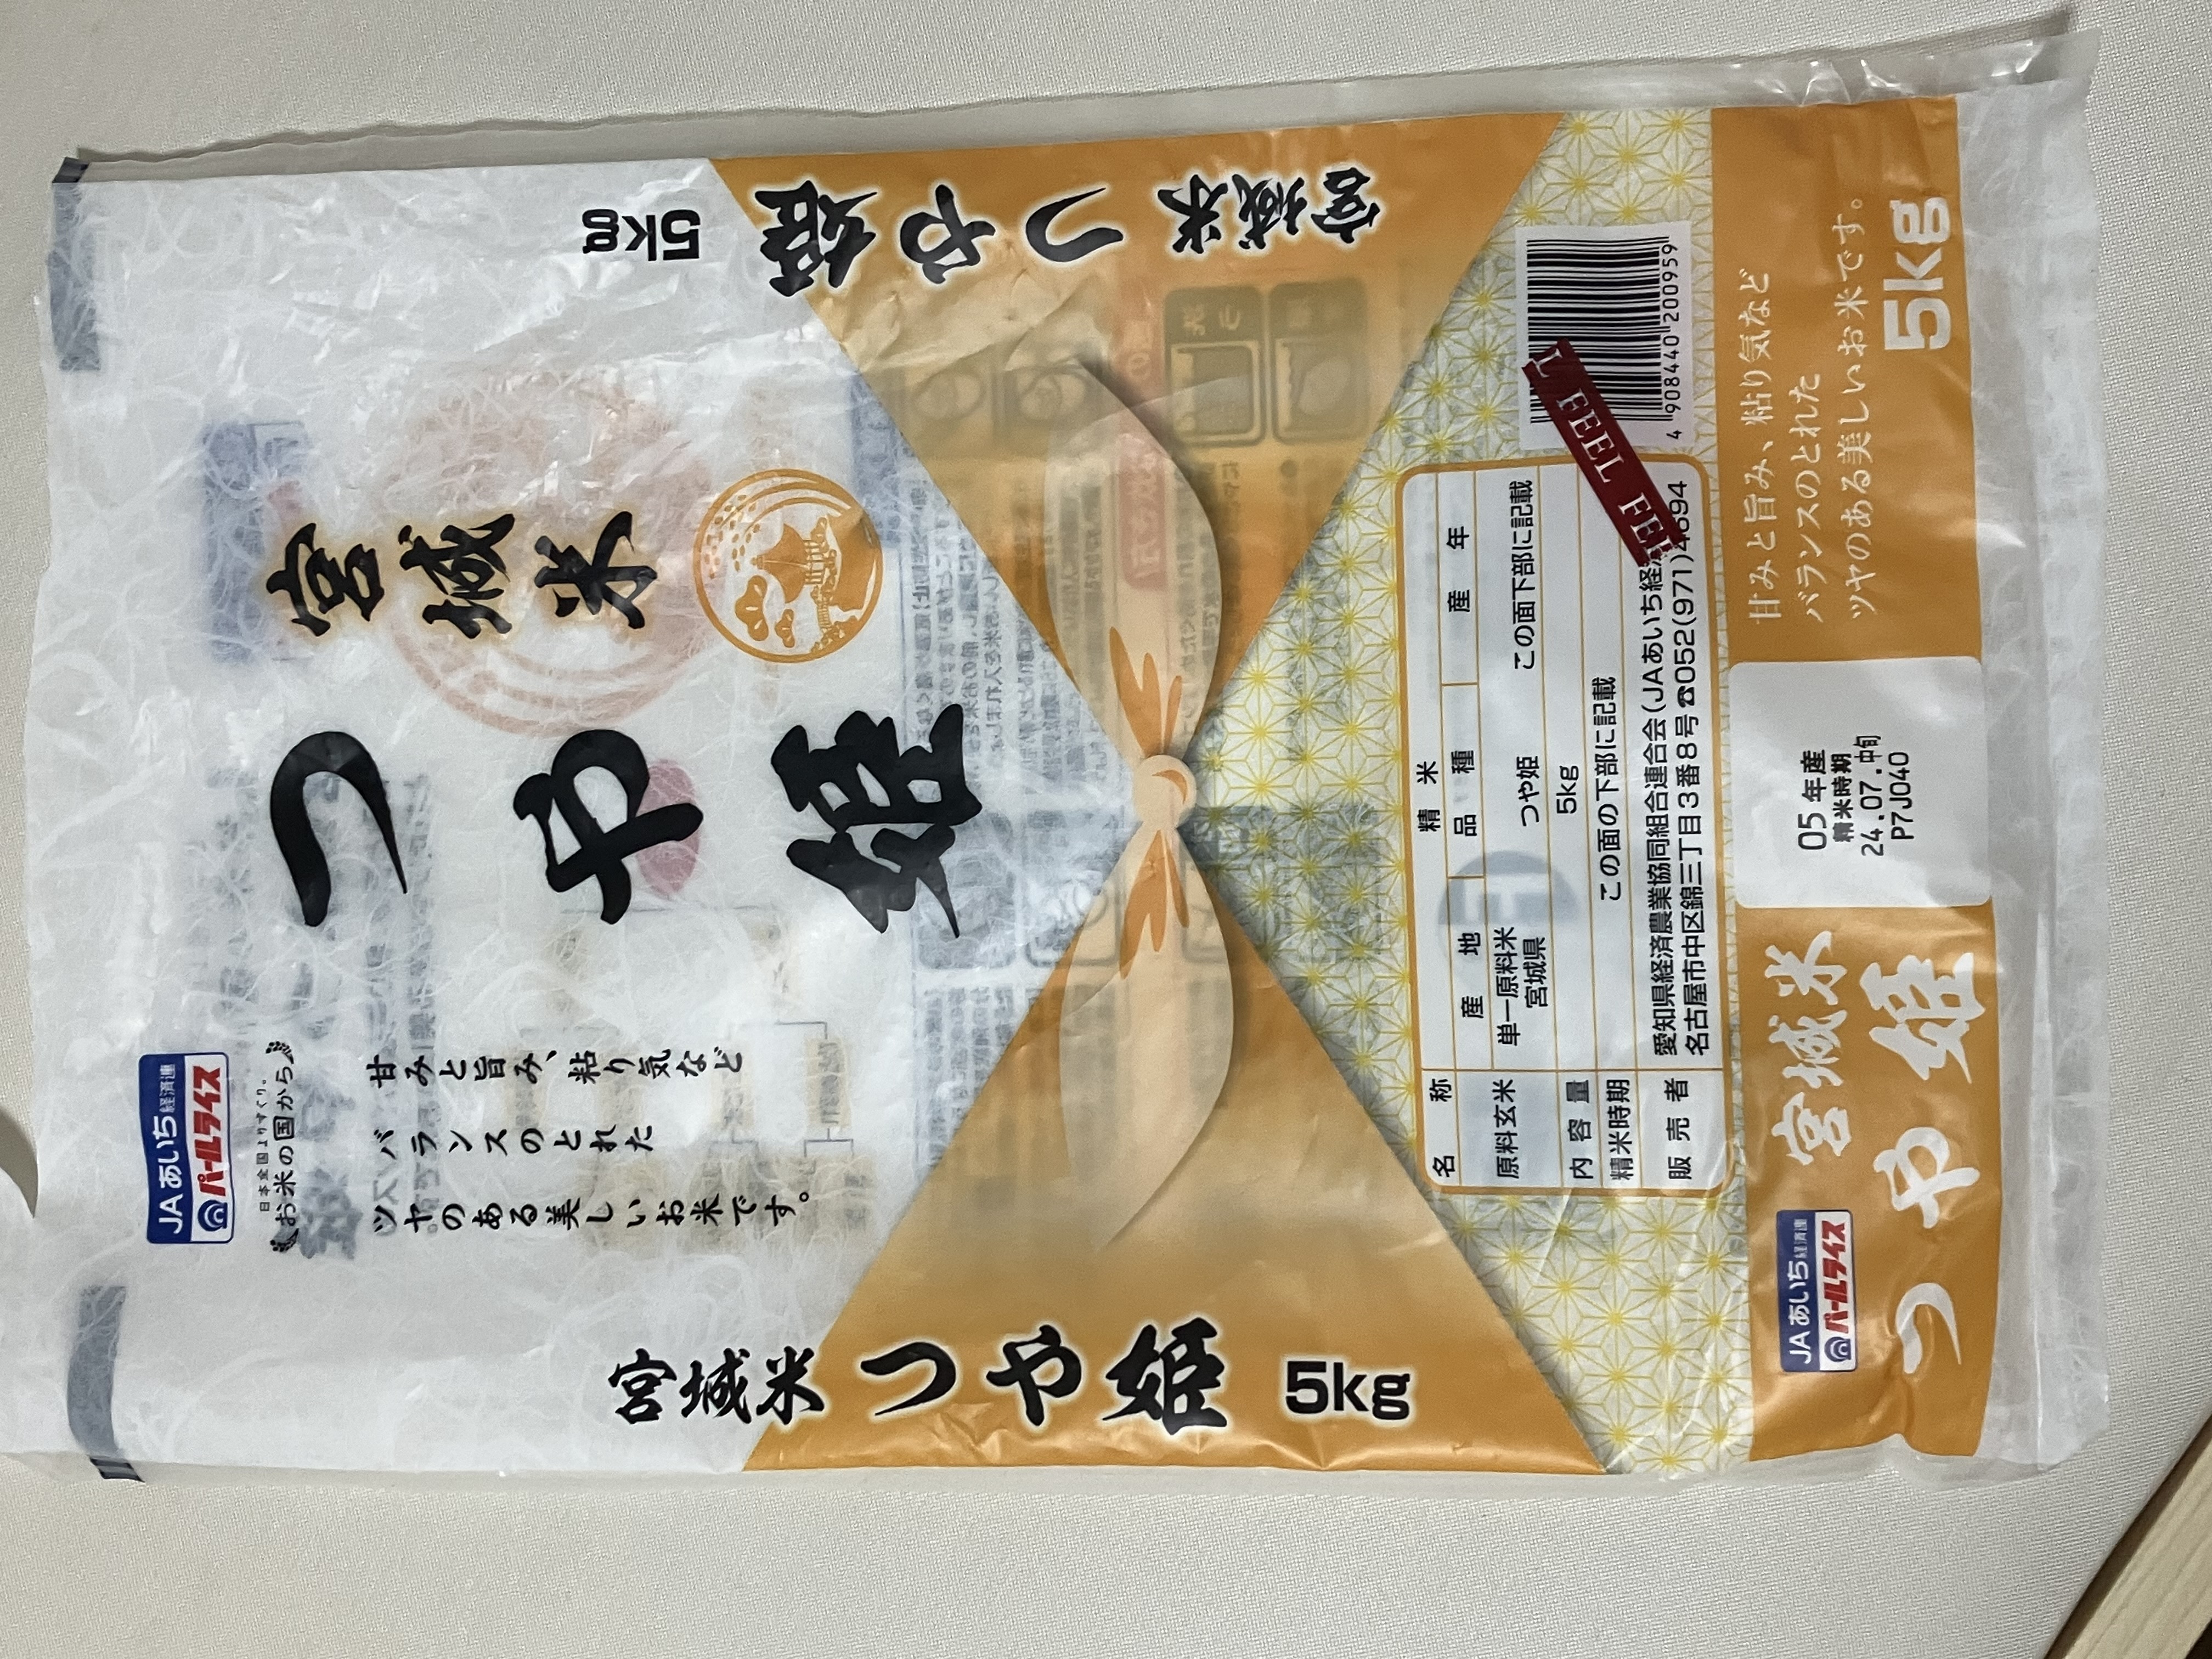 JAあいち経済連
パールライス
日本全国よりすぐり。
お米の国から
宮城米
つや姫
甘みと旨み、粘り気など
バランスのとれた
ツヤのある美しいお米です。
宮城米 つや姫 5kg
宮城米 つや姫 5kg
名称 精米
原料玄米 産地 品種 産年
単一原料米
宮城県 つや姫 この面下部に記載
内容量 5kg
精米時期 この面の下部に記載
販売者 愛知県経済農業協同組合連合会(JAあいち経
名古屋市中区錦三丁目3番8号☎052(971)4694
4 908440 200959
FEEL
JAあいち経済連
パールライス
宮城米
つや姫
05年産
精米時期
24.07.中旬
P7J040
甘みと旨み、粘り気など
バランスのとれた
ツヤのある美しいお米です。
5kg